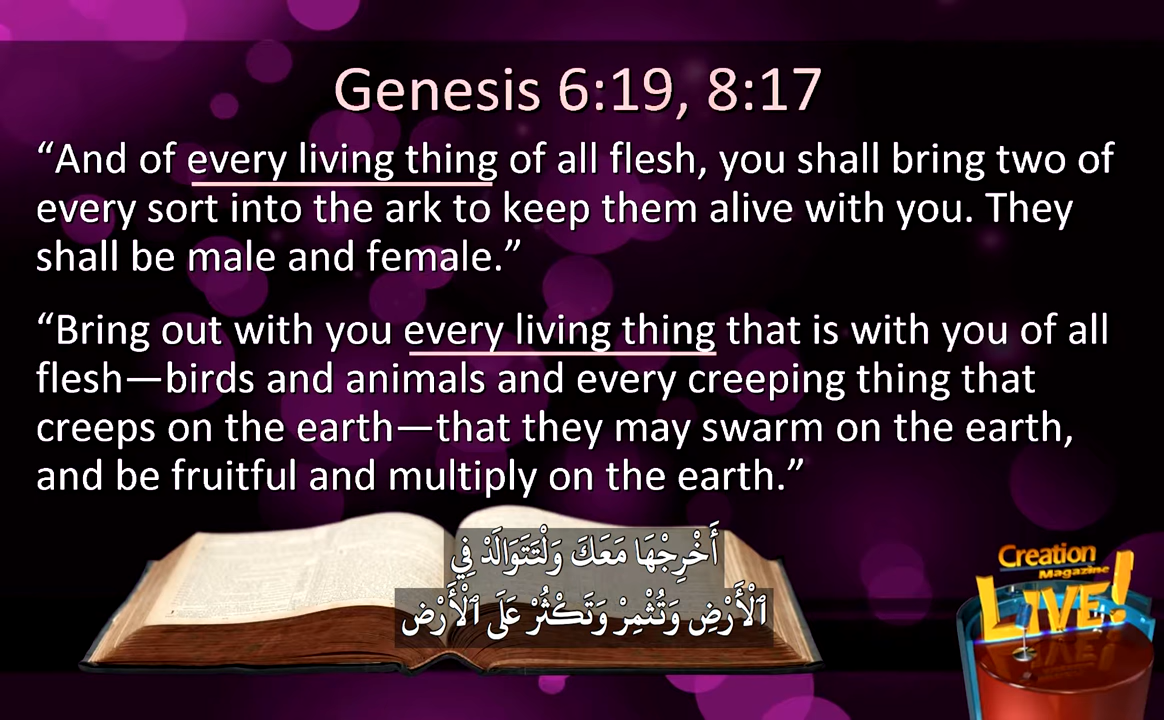 Genesis 6:19, 8:17
“And of every living thing of all flesh, you shall bring two of
every sort into the ark to keep them alive with you. They
shall be male and female.”
“Bring out with you every living thing that is with you of all
flesh—birds and animals and every creeping thing that
creeps on the earth—that they may swarm on the earth,
and be fruitful and multiply on the earth.”
أَخْرِجْهَا مَعَكَ وَلْتَتَوَالَدْ فِي
ٱلْأَرْضِ وَتُثْمِرْ وَتَكْثُرْ عَلَى ٱلْأَرْض
Creation
Magazine
LIVE!